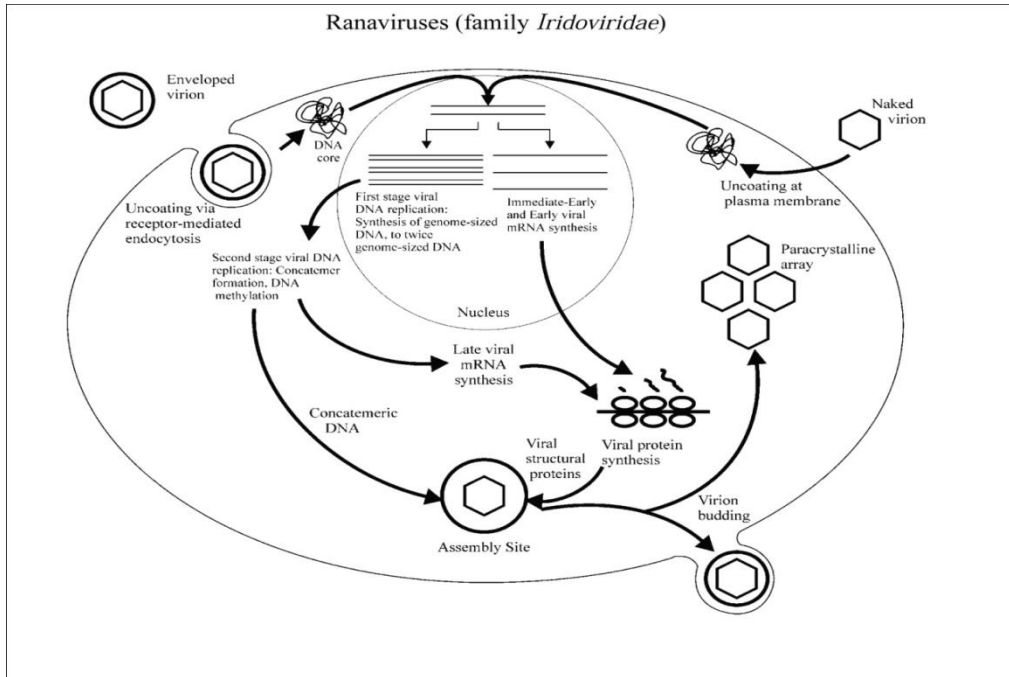 Ranaviruses (family Iridoviridae)
Enveloped
virion
DNA
core
Naked
virion
Uncoating via
receptor-mediated
endocytosis
First stage viral
DNA replication:
Synthesis of genome-sized
DNA, to twice
genome-sized DNA
Immediate-Early
and Early viral
mRNA synthesis
Uncoating at
plasma membrane
Second stage viral DNA
replication: Concatemer
formation, DNA
methylation
Paracrystalline
array
Nucleus
Late viral
mRNA
synthesis
Concatemeric
DNA
Viral
structural
proteins
Viral protein
synthesis
Assembly Site
Virion
budding